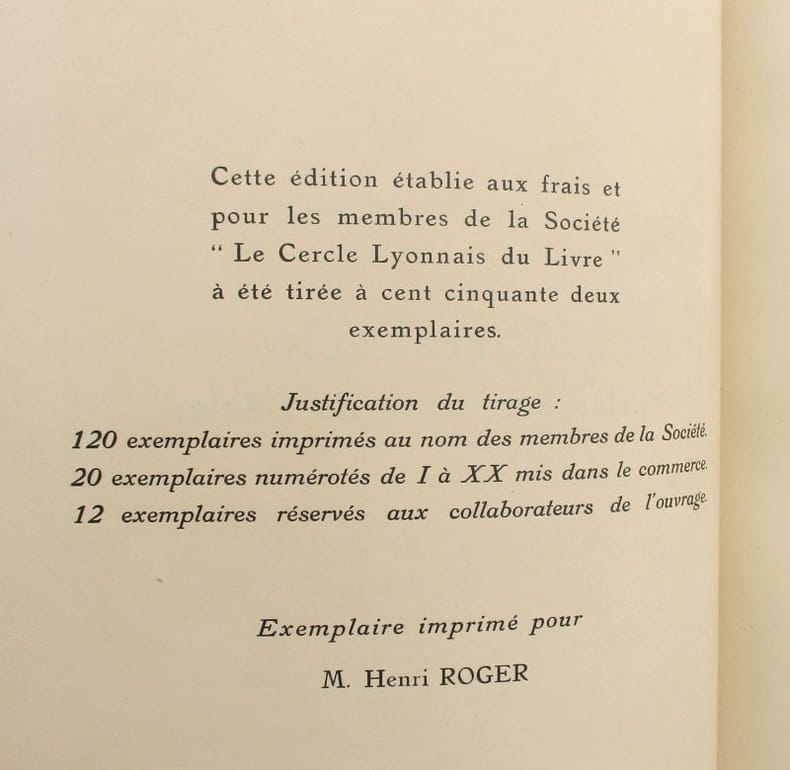 Cette édition établie aux frais et
pour les membres de la Société
“ Le Cercle Lyonnais du Livre ”
à été tirée à cent cinquante deux
exemplaires.
Justification du tirage :
120 exemplaires imprimés au nom des membres de la Société.
20 exemplaires numérotés de I à XX mis dans le commerce.
12 exemplaires réservés aux collaborateurs de l'ouvrage.
Exemplaire imprimé pour
M. Henri ROGER